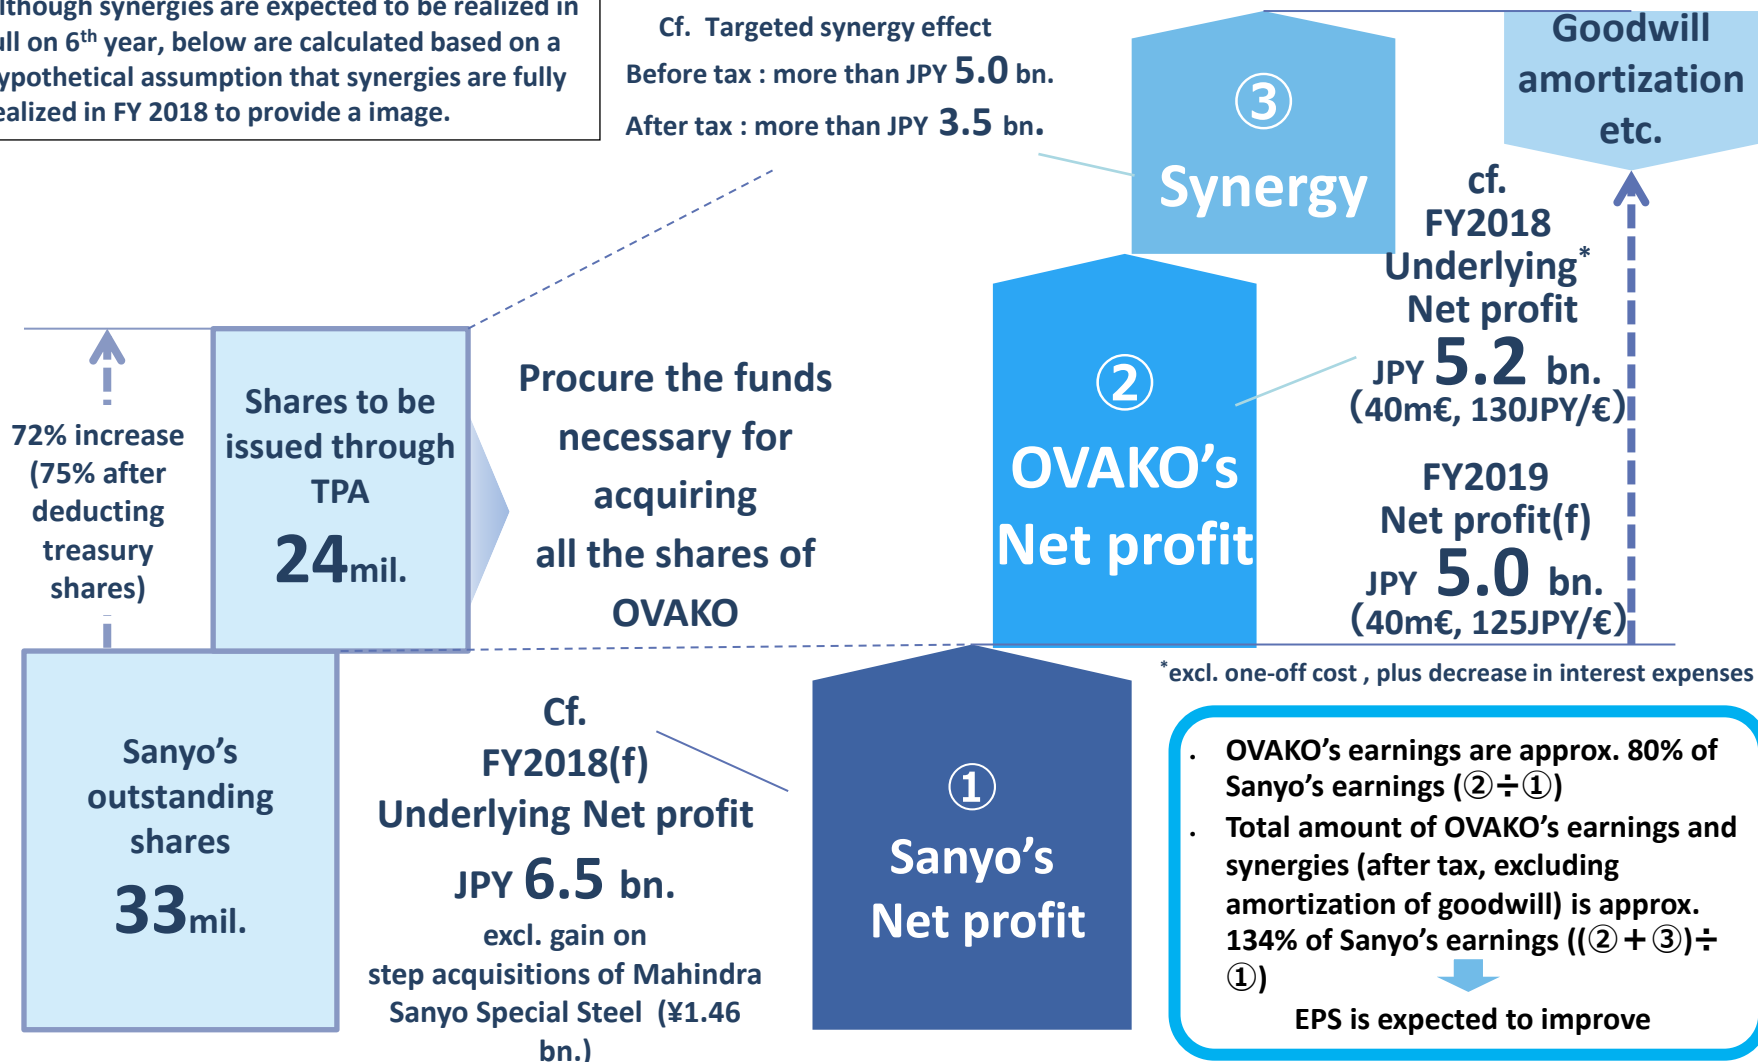 although synergies are expected to be realized in
full on 6th year, below are calculated based on a
hypothetical assumption that synergies are fully
realized in FY 2018 to provide a image.
Cf. Targeted synergy effect
Before tax : more than JPY 5.0 bn.
After tax : more than JPY 3.5 bn.
③
Synergy
Goodwill
amortization
etc.
cf.
FY2018
Underlying*
Net profit
JPY 5.2 bn.
(40m€, 130JPY/€)
FY2019
Net profit(f)
JPY 5.0 bn.
(40m€, 125JPY/€)
*excl. one-off cost , plus decrease in interest expenses
②
OVAKO's
Net profit
72% increase
(75% after
deducting
treasury
shares)
Shares to be
issued through
TPA
24mil.
Procure the funds
necessary for
acquiring
all the shares of
OVAKO
Sanyo's
outstanding
shares
33mil.
Cf.
FY2018(f)
Underlying Net profit
JPY 6.5 bn.
excl. gain on
step acquisitions of Mahindra
Sanyo Special Steel (¥1.46
bn.)
①
Sanyo's
Net profit
. OVAKO's earnings are approx. 80% of
Sanyo's earnings (②÷①)
. Total amount of OVAKO's earnings and
synergies (after tax, excluding
amortization of goodwill) is approx.
134% of Sanyo's earnings ((②+③)÷
①)
EPS is expected to improve